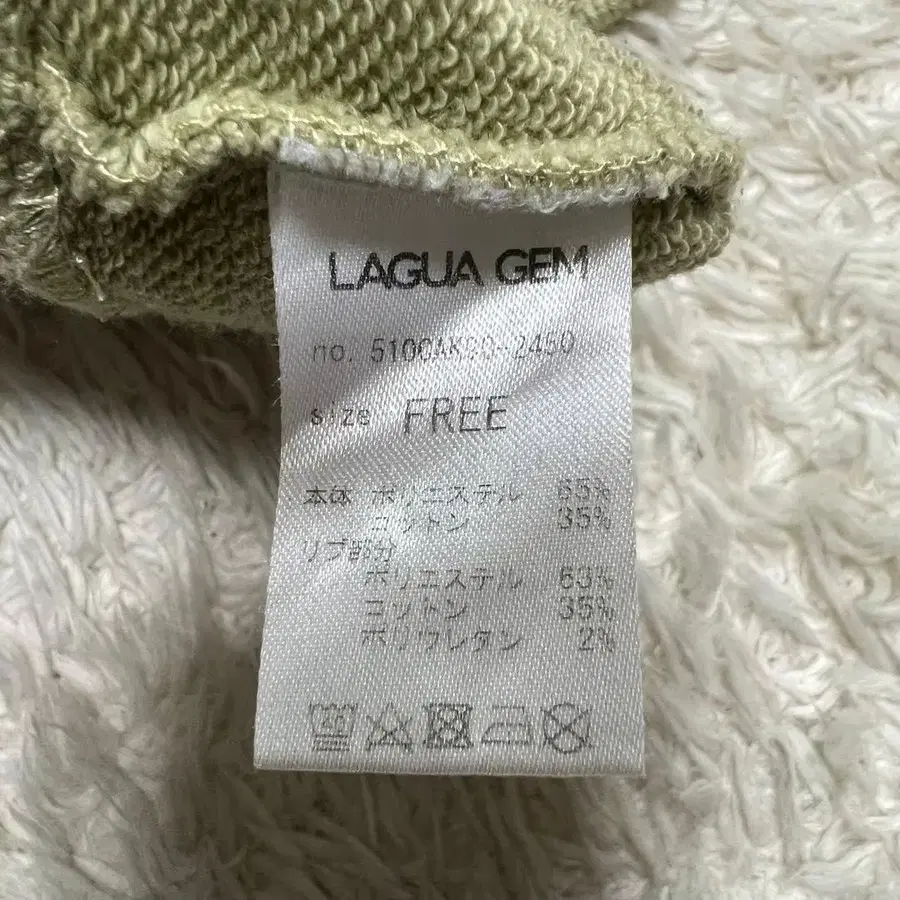 LAGUA GEM
no. 5100AK30-2450
size FREE
本体 ポリエステル 65%
コットン 35%
リブ部分
ポリエステル 63%
コットン 35%
ポリウレタン 2%
40